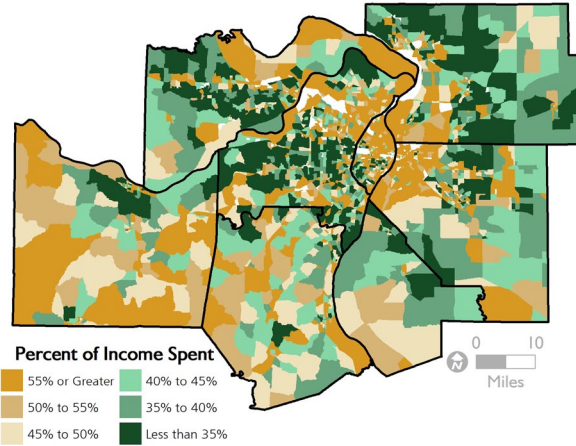 Percent of Income Spent
55% or Greater
50% to 55%
45% to 50%
40% to 45%
35% to 40%
Less than 35%
N
0 10
Miles